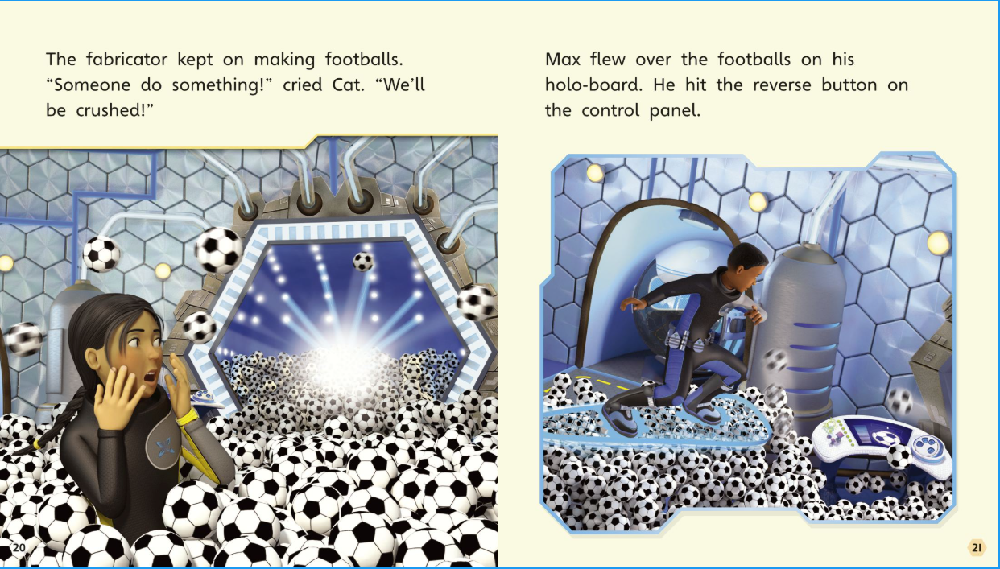 The fabricator kept on making footballs.
“Someone do something!” cried Cat. “We’ll
be crushed!”
20
Max flew over the footballs on his
holo-board. He hit the reverse button on
the control panel.
21